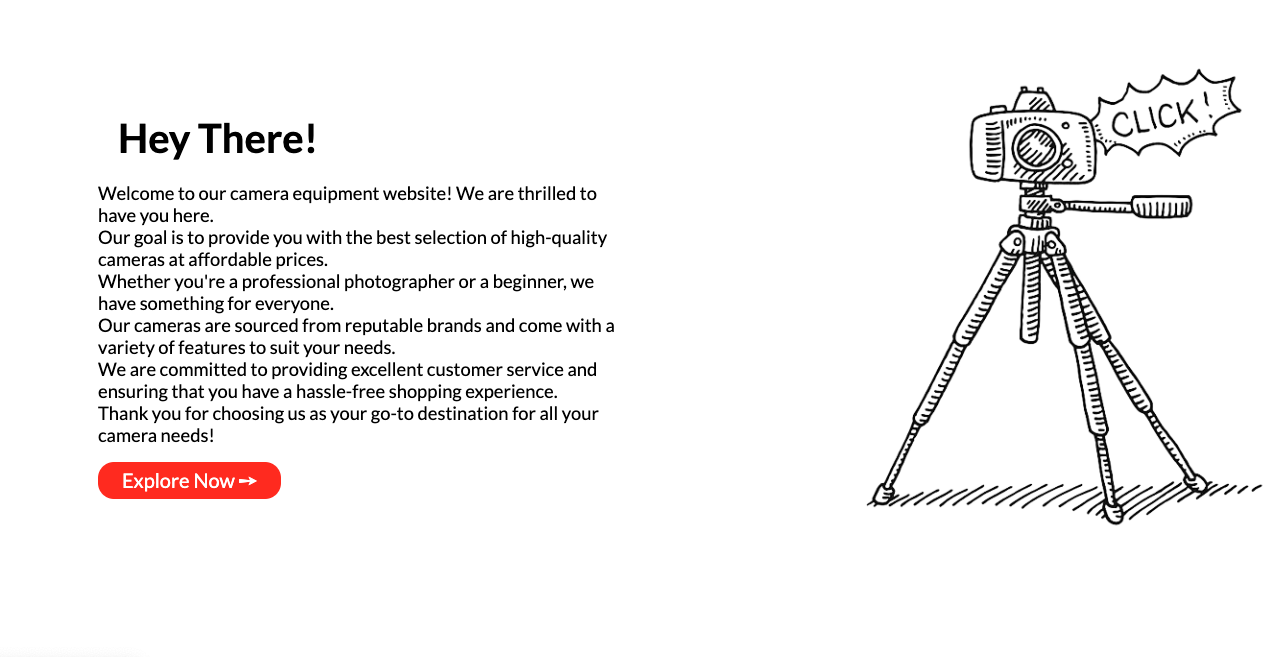 Hey There!
Welcome to our camera equipment website! We are thrilled to
have you here.
Our goal is to provide you with the best selection of high-quality
cameras at affordable prices.
Whether you're a professional photographer or a beginner, we
have something for everyone.
Our cameras are sourced from reputable brands and come with a
variety of features to suit your needs.
We are committed to providing excellent customer service and
ensuring that you have a hassle-free shopping experience.
Thank you for choosing us as your go-to destination for all your
camera needs!
Explore Now ➙
CLICK!